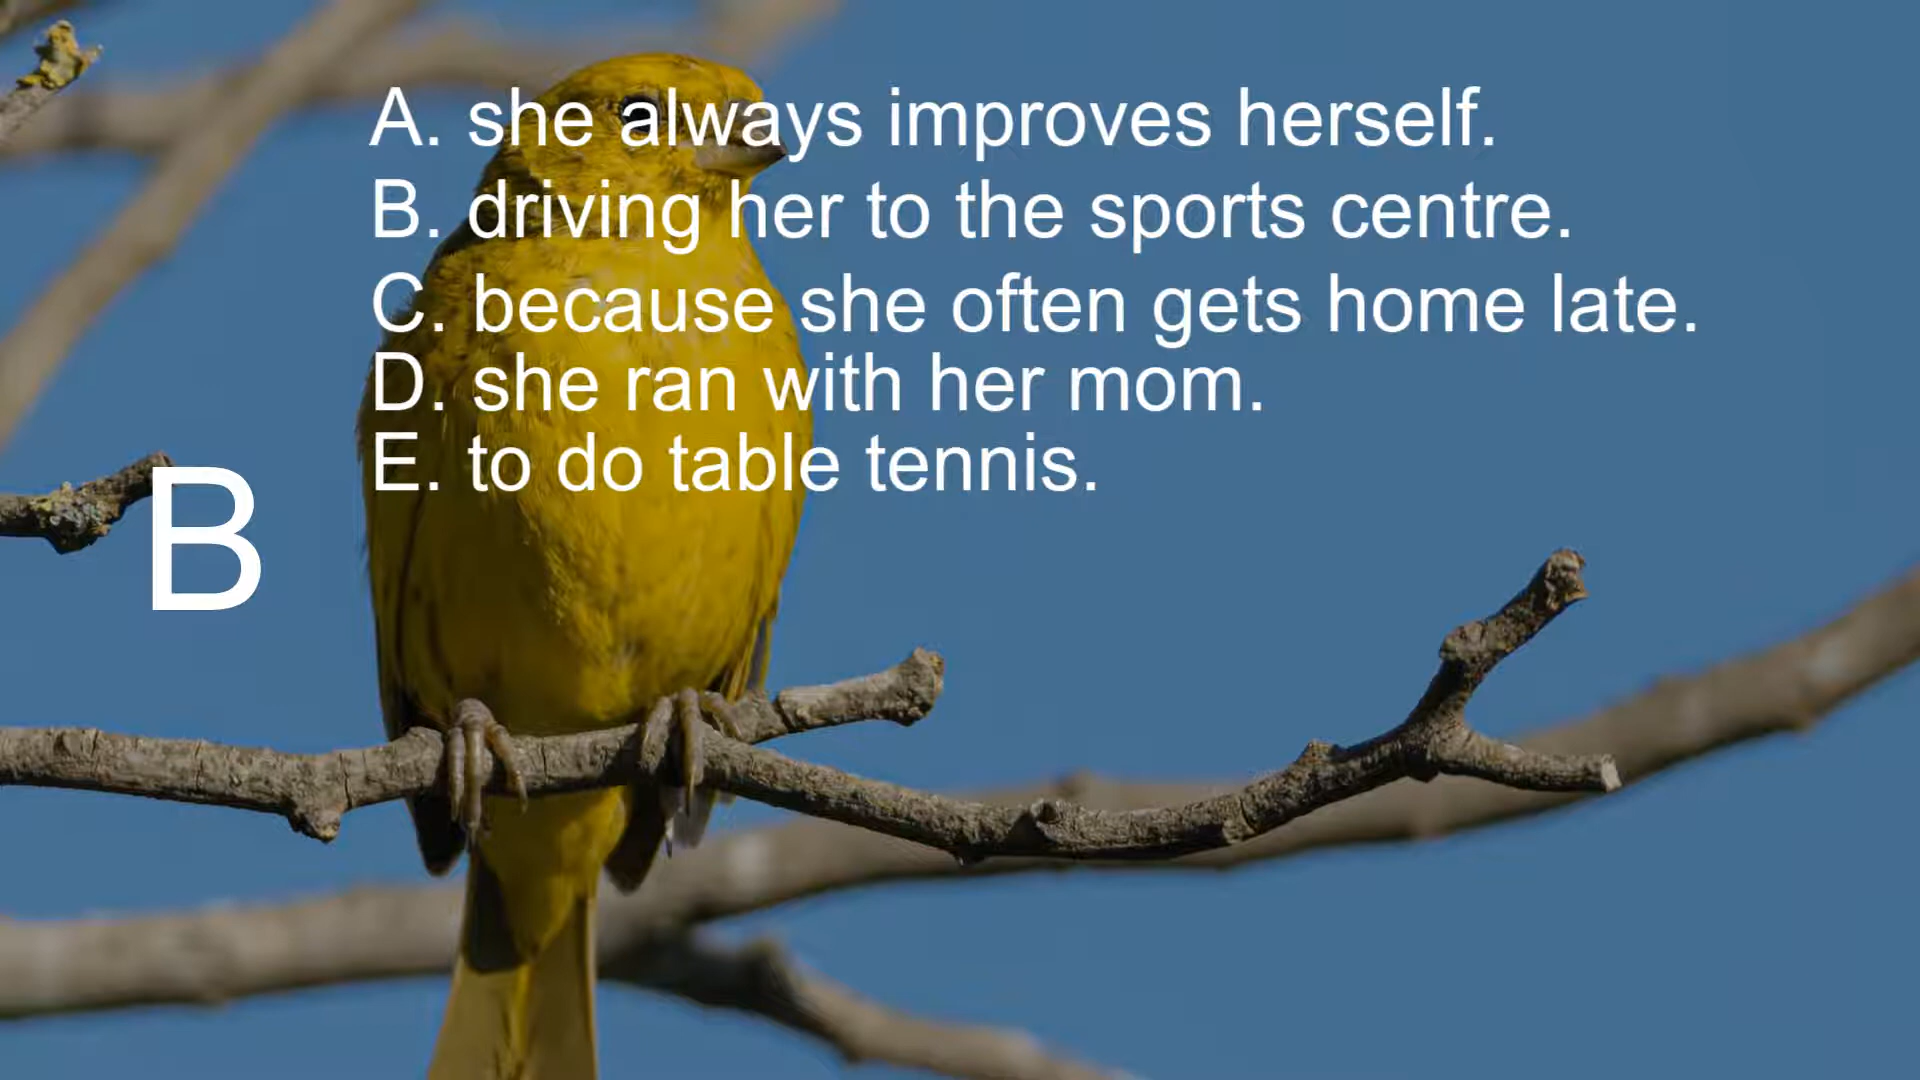 A. she always improves herself.
B. driving her to the sports centre.
C. because she often gets home late.
D. she ran with her mom.
E. to do table tennis.
B